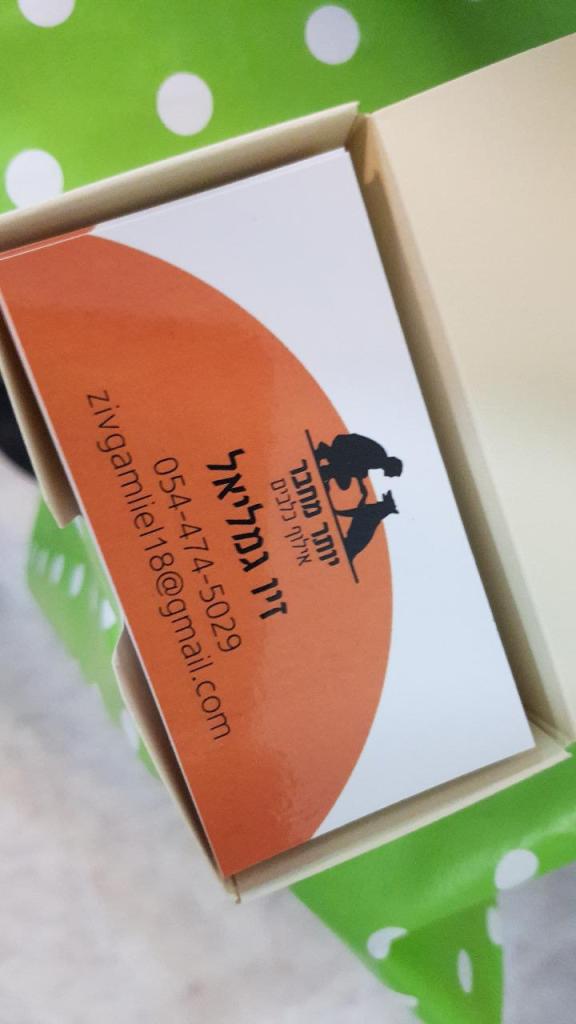 יותר מחבר
אילוף כלבים
זיו גמליאל
054-474-5029
zivgamliel18@gmail.com